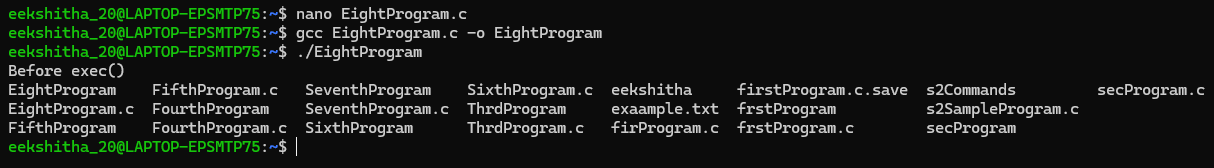 eekshitha_20@LAPTOP-EPSMTP75:~$ nano EightProgram.c
eekshitha_20@LAPTOP-EPSMTP75:~$ gcc EightProgram.c -o EightProgram
eekshitha_20@LAPTOP-EPSMTP75:~$ ./EightProgram
Before exec()
EightProgram    FifthProgram.c   SeventhProgram    SixthProgram.c  eekshitha     firstProgram.c.save  s2Commands         secProgram.c
EightProgram.c  FourthProgram    SeventhProgram.c  ThrdProgram     exaample.txt  frstProgram          s2SampleProgram.c
FifthProgram    FourthProgram.c  SixthProgram      ThrdProgram.c   firProgram.c  frstProgram.c        secProgram
eekshitha_20@LAPTOP-EPSMTP75:~$